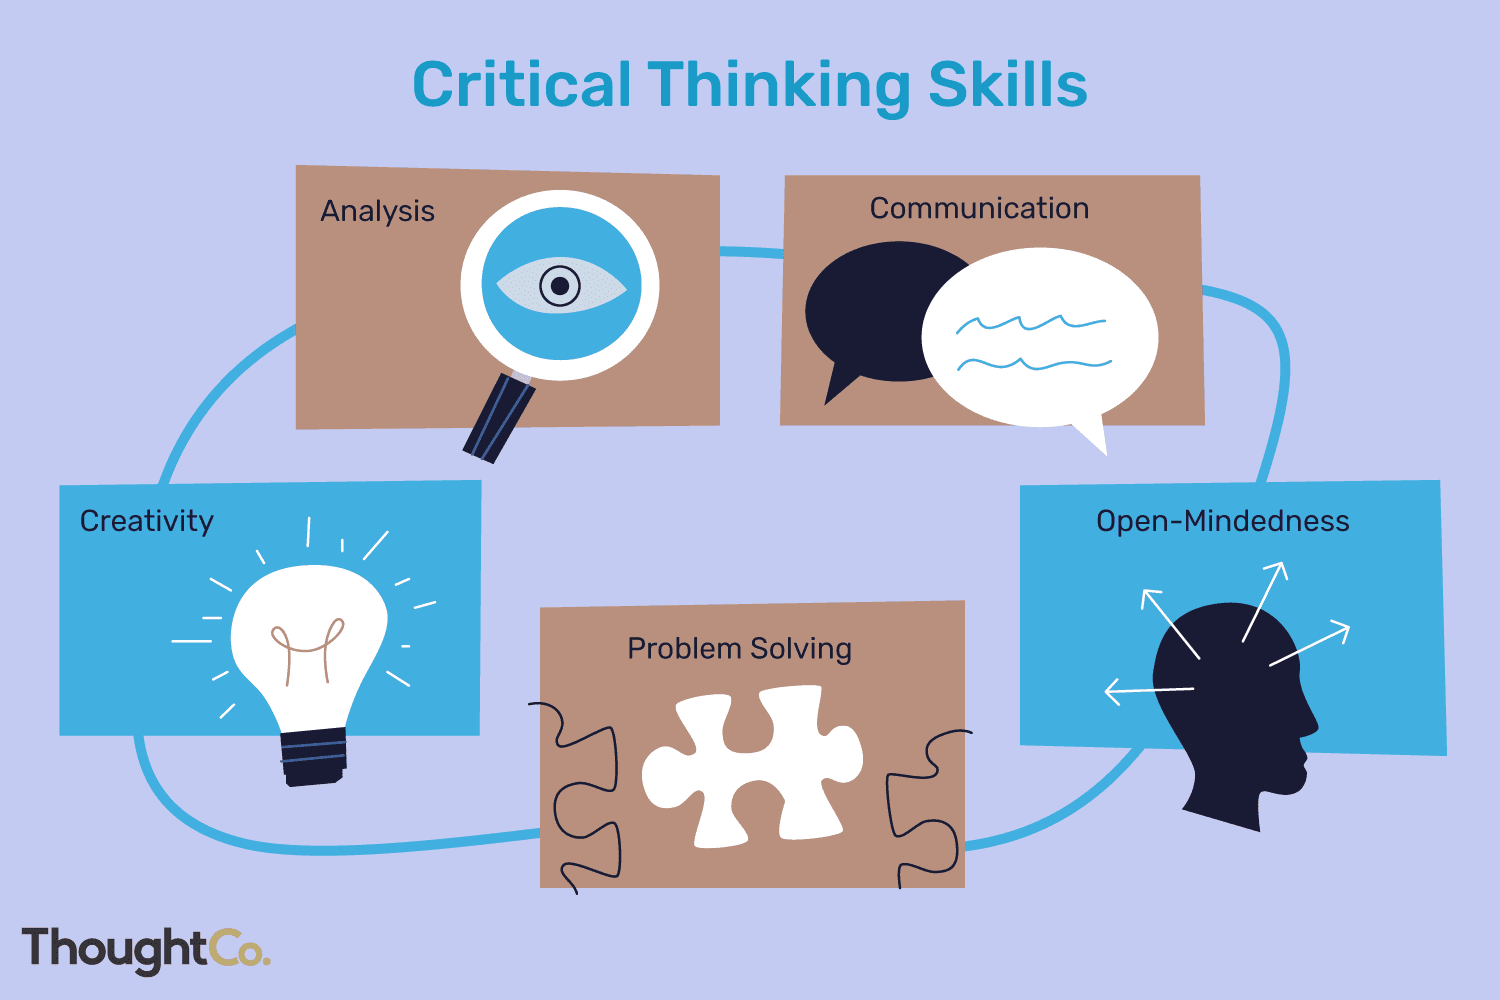 Critical Thinking Skills
Analysis
Communication
Creativity
Open-Mindedness
Problem Solving
ThoughtCo.